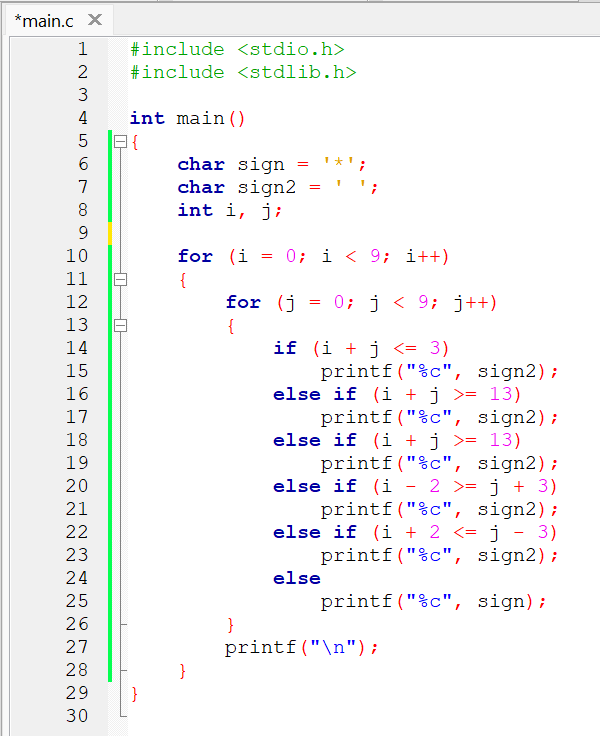 *main.c ✕
1 #include <stdio.h>
2 #include <stdlib.h>
3
4 int main()
5 {
6     char sign = '*';
7     char sign2 = ' ';
8     int i, j;
9
10     for (i = 0; i < 9; i++)
11     {
12         for (j = 0; j < 9; j++)
13         {
14             if (i + j <= 3)
15                 printf("%c", sign2);
16             else if (i + j >= 13)
17                 printf("%c", sign2);
18             else if (i + j >= 13)
19                 printf("%c", sign2);
20             else if (i - 2 >= j + 3)
21                 printf("%c", sign2);
22             else if (i + 2 <= j - 3)
23                 printf("%c", sign2);
24             else
25                 printf("%c", sign);
26         }
27         printf("\n");
28     }
29 }
30